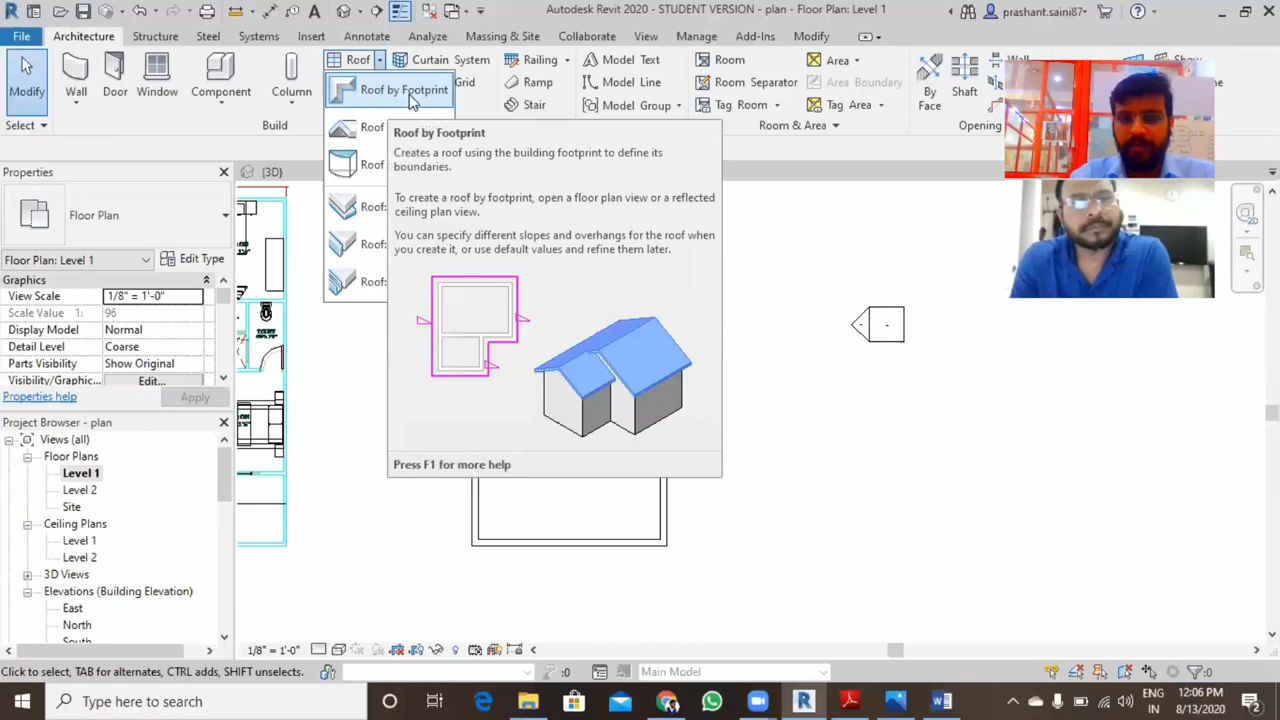 Autodesk Revit 2020 - STUDENT VERSION - plan - Floor Plan: Level 1
prashant.saini87
File Architecture Structure Steel Systems Insert Annotate Analyze Massing & Site Collaborate View Manage Add-Ins Modify
Modify Wall Door Window Component Column
Roof Curtain System Railing Model Text Room Area
Roof by Footprint Grid Ramp Model Line Room Separator Area Boundary
Stair Model Group Tag Room Tag Area
By Face Shaft
Select Build Room & Area Opening
Roof
Roof
Roof:
Roof:
Roof:
Roof by Footprint
Creates a roof using the building footprint to define its
boundaries.
To create a roof by footprint, open a floor plan view or a reflected
ceiling plan view.
You can specify different slopes and overhangs for the roof when
you create it, or use default values and refine them later.
Press F1 for more help
Properties
{3D}
Floor Plan
Floor Plan: Level 1 Edit Type
Graphics
View Scale 1/8" = 1'-0"
Scale Value 1: 96
Display Model Normal
Detail Level Coarse
Parts Visibility Show Original
Visibility/Graphic... Edit...
Properties help Apply
Project Browser - plan
Views (all)
Floor Plans
Level 1
Level 2
Site
Ceiling Plans
Level 1
Level 2
3D Views
Elevations (Building Elevation)
East
North
South
2D
1/8" = 1'-0"
Click to select, TAB for alternates, CTRL adds, SHIFT unselects.
:0 Main Model :0
Type here to search
ENG
IN
12:06 PM
8/13/2020
2